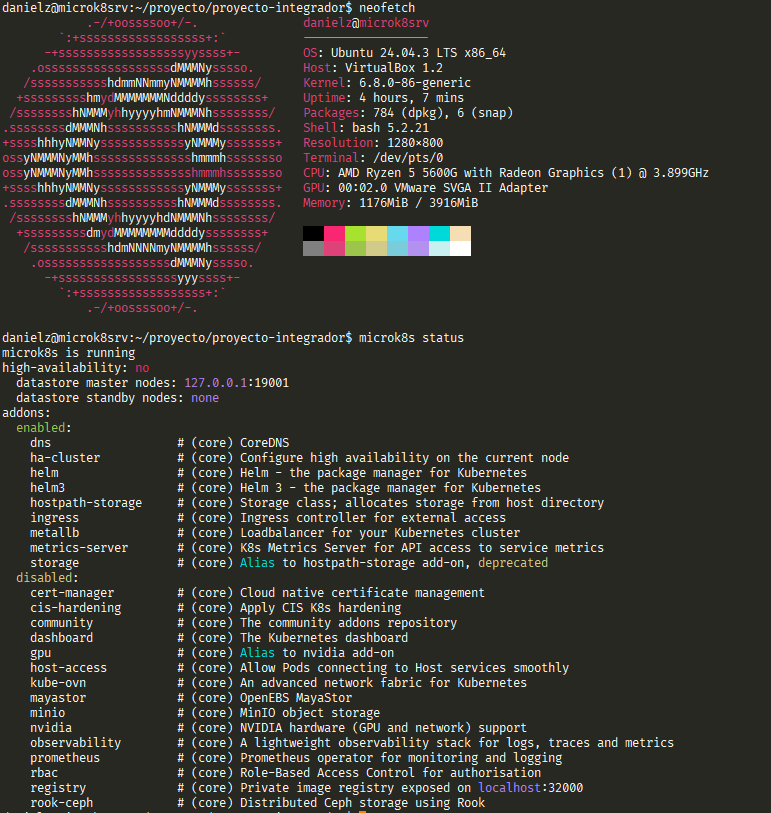 danielz@microk8srv:~/proyecto/proyecto-integrador$ neofetch
.-/+oossssoo+/-. danielz@microk8srv
`:+ssssssssssssssssss+:` --------------------
-+ssssssssssssssssssyyssss+- OS: Ubuntu 24.04.3 LTS x86_64
.ossssssssssssssssssdMMMNysssso. Host: VirtualBox 1.2
/ssssssssssshdmmNNmmyNMMMMhssssss/ Kernel: 6.8.0-86-generic
+ssssssssshmydMMMMMMMNddddyssssssss+ Uptime: 4 hours, 7 mins
/sssssssshNMMMyhhyyyyhmNMMMNhssssssss/ Packages: 784 (dpkg), 6 (snap)
.ssssssssdMMMNhsssssssssshNMMMdssssssss. Shell: bash 5.2.21
+sssshhhyNMMNyssssssssssssyNMMMysssssss+ Resolution: 1280×800
ossyNMMMNyMMhsssssssssssssshmmmhssssssso Terminal: /dev/pts/0
ossyNMMMNyMMhsssssssssssssshmmmhssssssso CPU: AMD Ryzen 5 5600G with Radeon Graphics (1) @ 3.899GHz
+sssshhhyNMMNyssssssssssssyNMMMysssssss+ GPU: 00:02.0 VMware SVGA II Adapter
.ssssssssdMMMNhsssssssssshNMMMdssssssss. Memory: 1176MiB / 3916MiB
/sssssssshNMMMyhhyyyyhdNMMMNhssssssss/
+sssssssssdmydMMMMMMMMddddyssssssss+
/ssssssssssshdmNNNNmyNMMMMhssssss/
.ossssssssssssssssssdMMMNysssso.
-+sssssssssssssssssyyyssss+-
`:+ssssssssssssssssss+:`
.-/+oossssoo+/-.
danielz@microk8srv:~/proyecto/proyecto-integrador$ microk8s status
microk8s is running
high-availability: no
datastore master nodes: 127.0.0.1:19001
datastore standby nodes: none
addons:
enabled:
dns # (core) CoreDNS
ha-cluster # (core) Configure high availability on the current node
helm # (core) Helm - the package manager for Kubernetes
helm3 # (core) Helm 3 - the package manager for Kubernetes
hostpath-storage # (core) Storage class; allocates storage from host directory
ingress # (core) Ingress controller for external access
metallb # (core) Loadbalancer for your Kubernetes cluster
metrics-server # (core) K8s Metrics Server for API access to service metrics
storage # (core) Alias to hostpath-storage add-on, deprecated
disabled:
cert-manager # (core) Cloud native certificate management
cis-hardening # (core) Apply CIS K8s hardening
community # (core) The community addons repository
dashboard # (core) The Kubernetes dashboard
gpu # (core) Alias to nvidia add-on
host-access # (core) Allow Pods connecting to Host services smoothly
kube-ovn # (core) An advanced network fabric for Kubernetes
mayastor # (core) OpenEBS MayaStor
minio # (core) MinIO object storage
nvidia # (core) NVIDIA hardware (GPU and network) support
observability # (core) A lightweight observability stack for logs, traces and metrics
prometheus # (core) Prometheus operator for monitoring and logging
rbac # (core) Role-Based Access Control for authorisation
registry # (core) Private image registry exposed on localhost:32000
rook-ceph # (core) Distributed Ceph storage using Rook